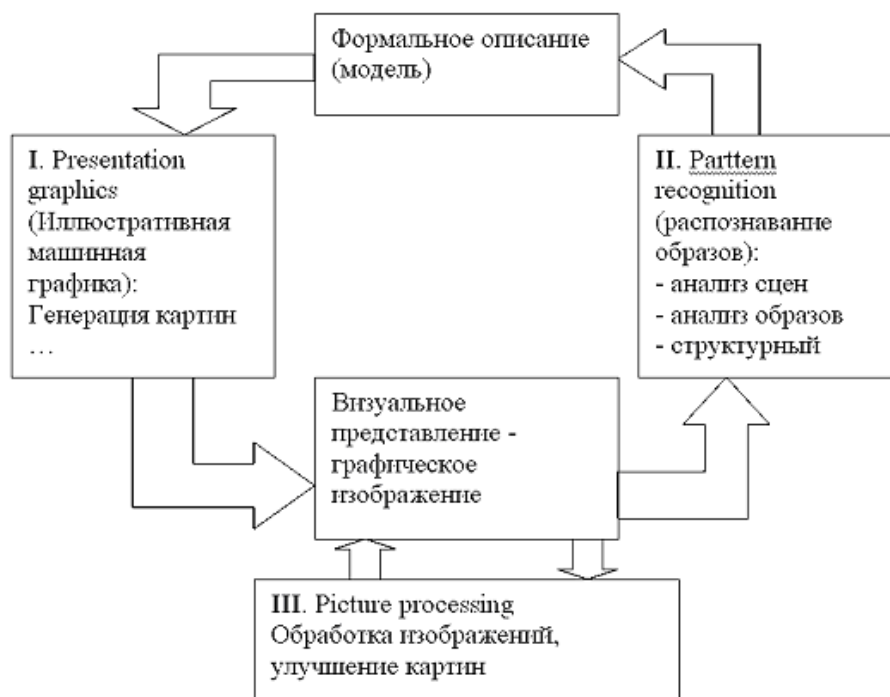 Формальное описание
(модель)
I. Presentation
graphics
(Иллюстративная
машинная
графика):
Генерация картин
…
II. Parttern
recognition
(распознавание
образов):
- анализ сцен
- анализ образов
- структурный
Визуальное
представление -
графическое
изображение
III. Picture processing
Обработка изображений,
улучшение картин